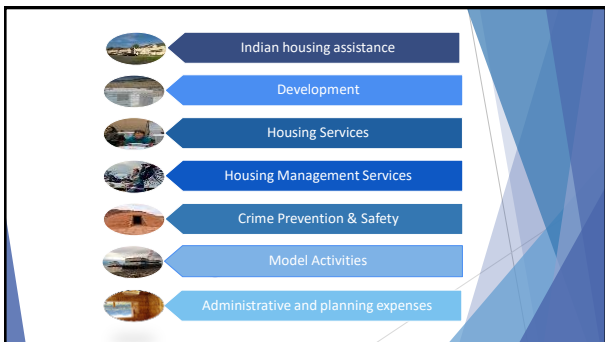 Indian housing assistance
Development
Housing Services
Housing Management Services
Crime Prevention & Safety
Model Activities
Administrative and planning expenses